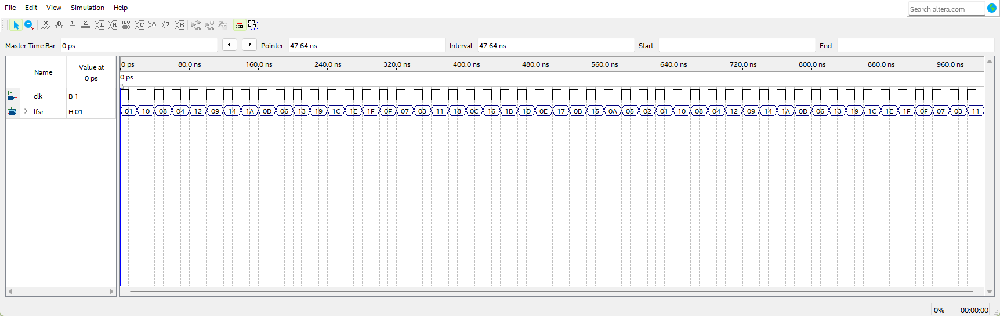 File Edit View Simulation Help
Search altera.com
Master Time Bar: 0 ps Pointer: 47.64 ns Interval: 47.64 ns Start: End:
Name Value at 0 ps
0 ps 80.0 ns 160.0 ns 240.0 ns 320.0 ns 400.0 ns 480.0 ns 560.0 ns 640.0 ns 720.0 ns 800.0 ns 880.0 ns 960.0 ns
0 ps
in clk B 1
out lfsr H 01 01 10 08 04 12 09 14 1A 0D 06 13 19 1C 1E 1F 0F 07 03 11 18 0C 16 1B 1D 0E 17 0B 15 0A 05 02 01 10 08 04 12 09 14 1A 0D 06 13 19 1C 1E 1F 0F 07 03 11
0% 00:00:00